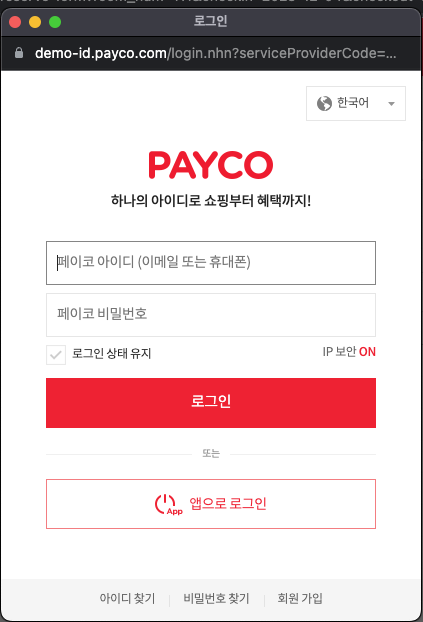 로그인
demo-id.payco.com/login.nhn?serviceProviderCode=...
한국어
PAYCO
하나의 아이디로 쇼핑부터 혜택까지!
페이코 아이디 (이메일 또는 휴대폰)
페이코 비밀번호
로그인 상태 유지 IP 보안 ON
로그인
또는
App 앱으로 로그인
아이디 찾기 비밀번호 찾기 회원 가입